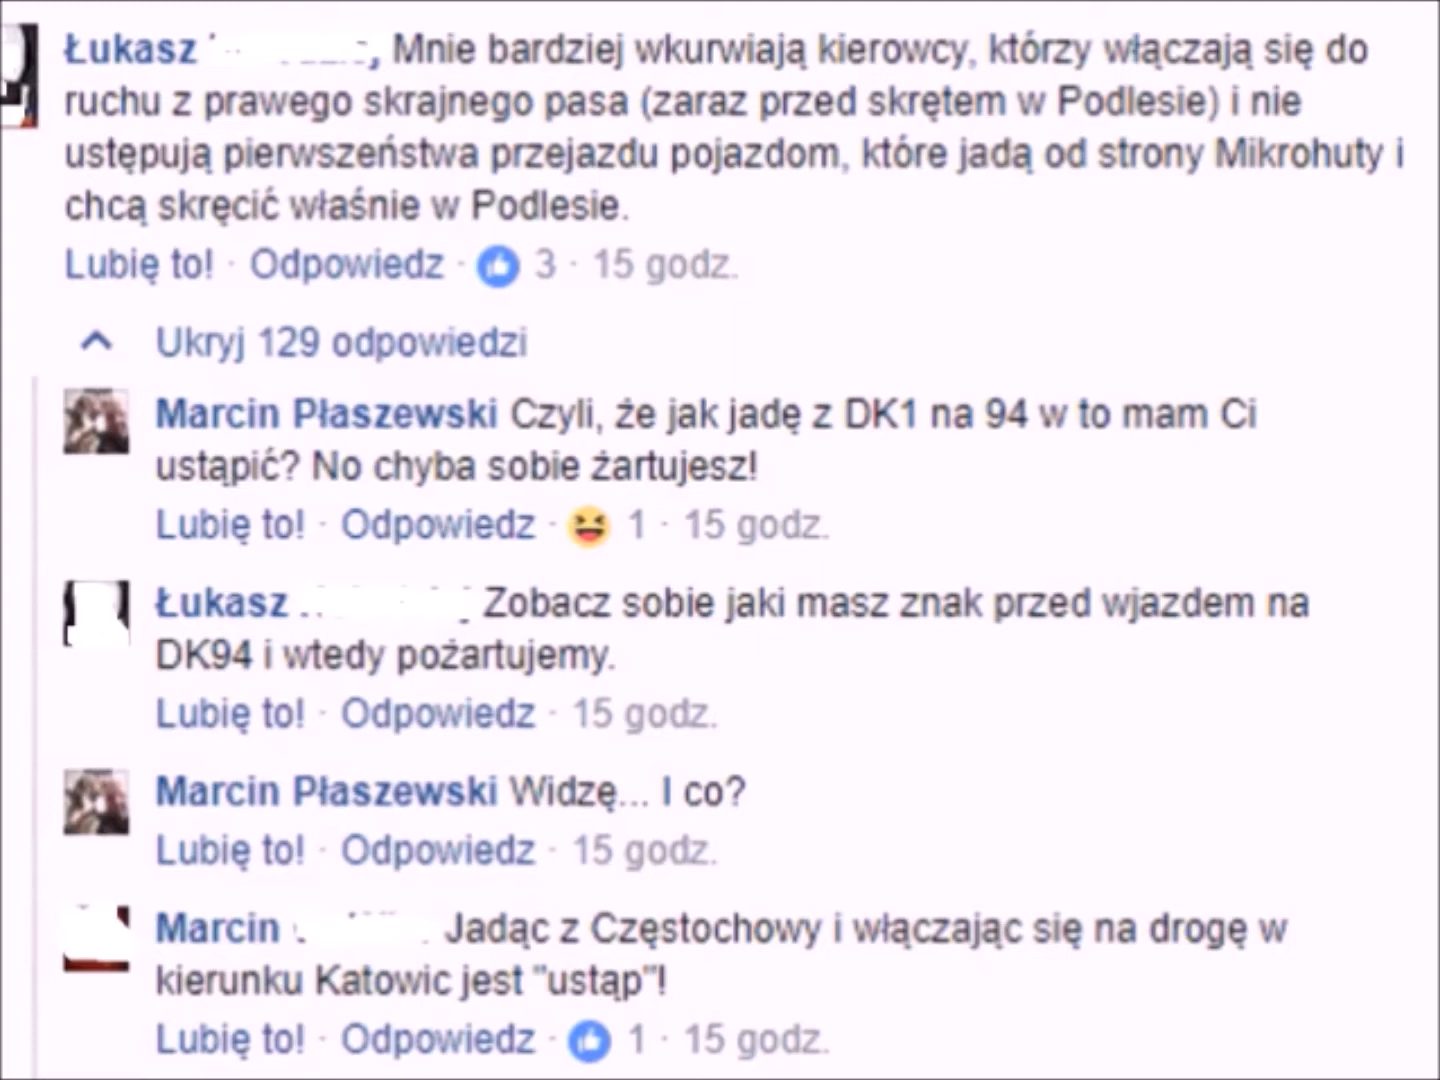 Łukasz , Mnie bardziej wkurwiają kierowcy, którzy włączają się do
ruchu z prawego skrajnego pasa (zaraz przed skrętem w Podlesie) i nie
ustępują pierwszeństwa przejazdu pojazdom, które jadą od strony Mikrohuty i
chcą skręcić właśnie w Podlesie.
Lubię to! · Odpowiedz · 3 · 15 godz.
Ukryj 129 odpowiedzi
Marcin Płaszewski Czyli, że jak jadę z DK1 na 94 w to mam Ci
ustąpić? No chyba sobie żartujesz!
Lubię to! · Odpowiedz · 1 · 15 godz.
Łukasz Zobacz sobie jaki masz znak przed wjazdem na
DK94 i wtedy pożartujemy.
Lubię to! · Odpowiedz · 15 godz.
Marcin Płaszewski Widzę... I co?
Lubię to! · Odpowiedz · 15 godz.
Marcin Jadąc z Częstochowy i włączając się na drogę w
kierunku Katowic jest "ustąp"!
Lubię to! · Odpowiedz · 1 · 15 godz.